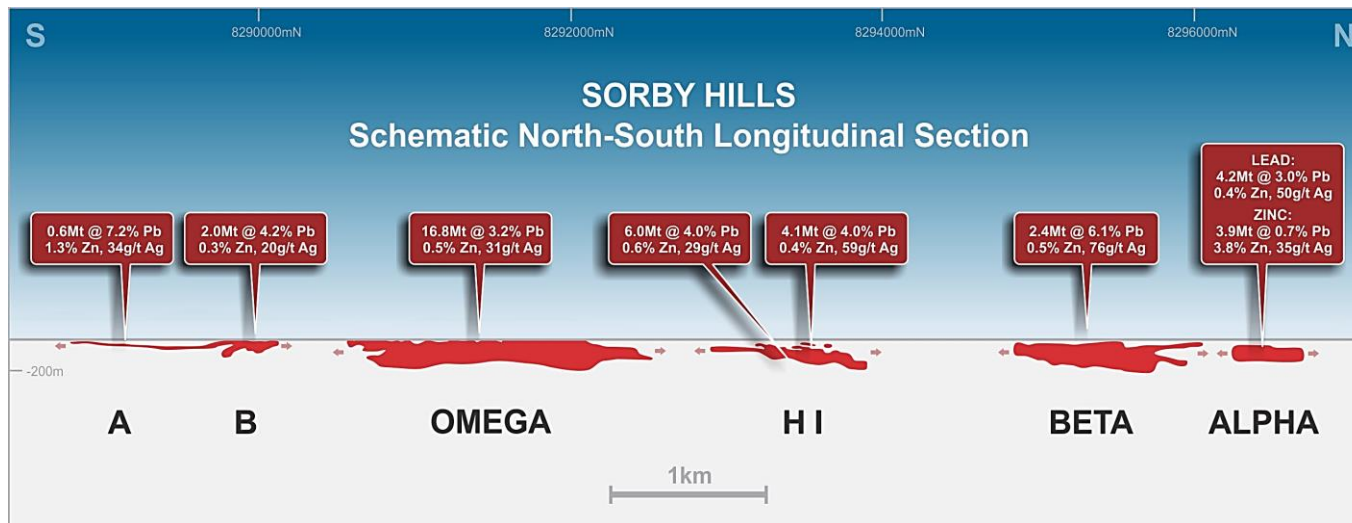 S
N
8290000mN
8292000mN
8294000mN
8296000mN
SORBY HILLS
Schematic North-South Longitudinal Section
0.6Mt @ 7.2% Pb
1.3% Zn, 34g/t Ag
2.0Mt @ 4.2% Pb
0.3% Zn, 20g/t Ag
16.8Mt @ 3.2% Pb
0.5% Zn, 31g/t Ag
6.0Mt @ 4.0% Pb
0.6% Zn, 29g/t Ag
4.1Mt @ 4.0% Pb
0.4% Zn, 59g/t Ag
2.4Mt @ 6.1% Pb
0.5% Zn, 76g/t Ag
LEAD:
4.2Mt @ 3.0% Pb
0.4% Zn, 50g/t Ag
ZINC:
3.9Mt @ 0.7% Pb
3.8% Zn, 35g/t Ag
-200m
A
B
OMEGA
H I
BETA
ALPHA
1km